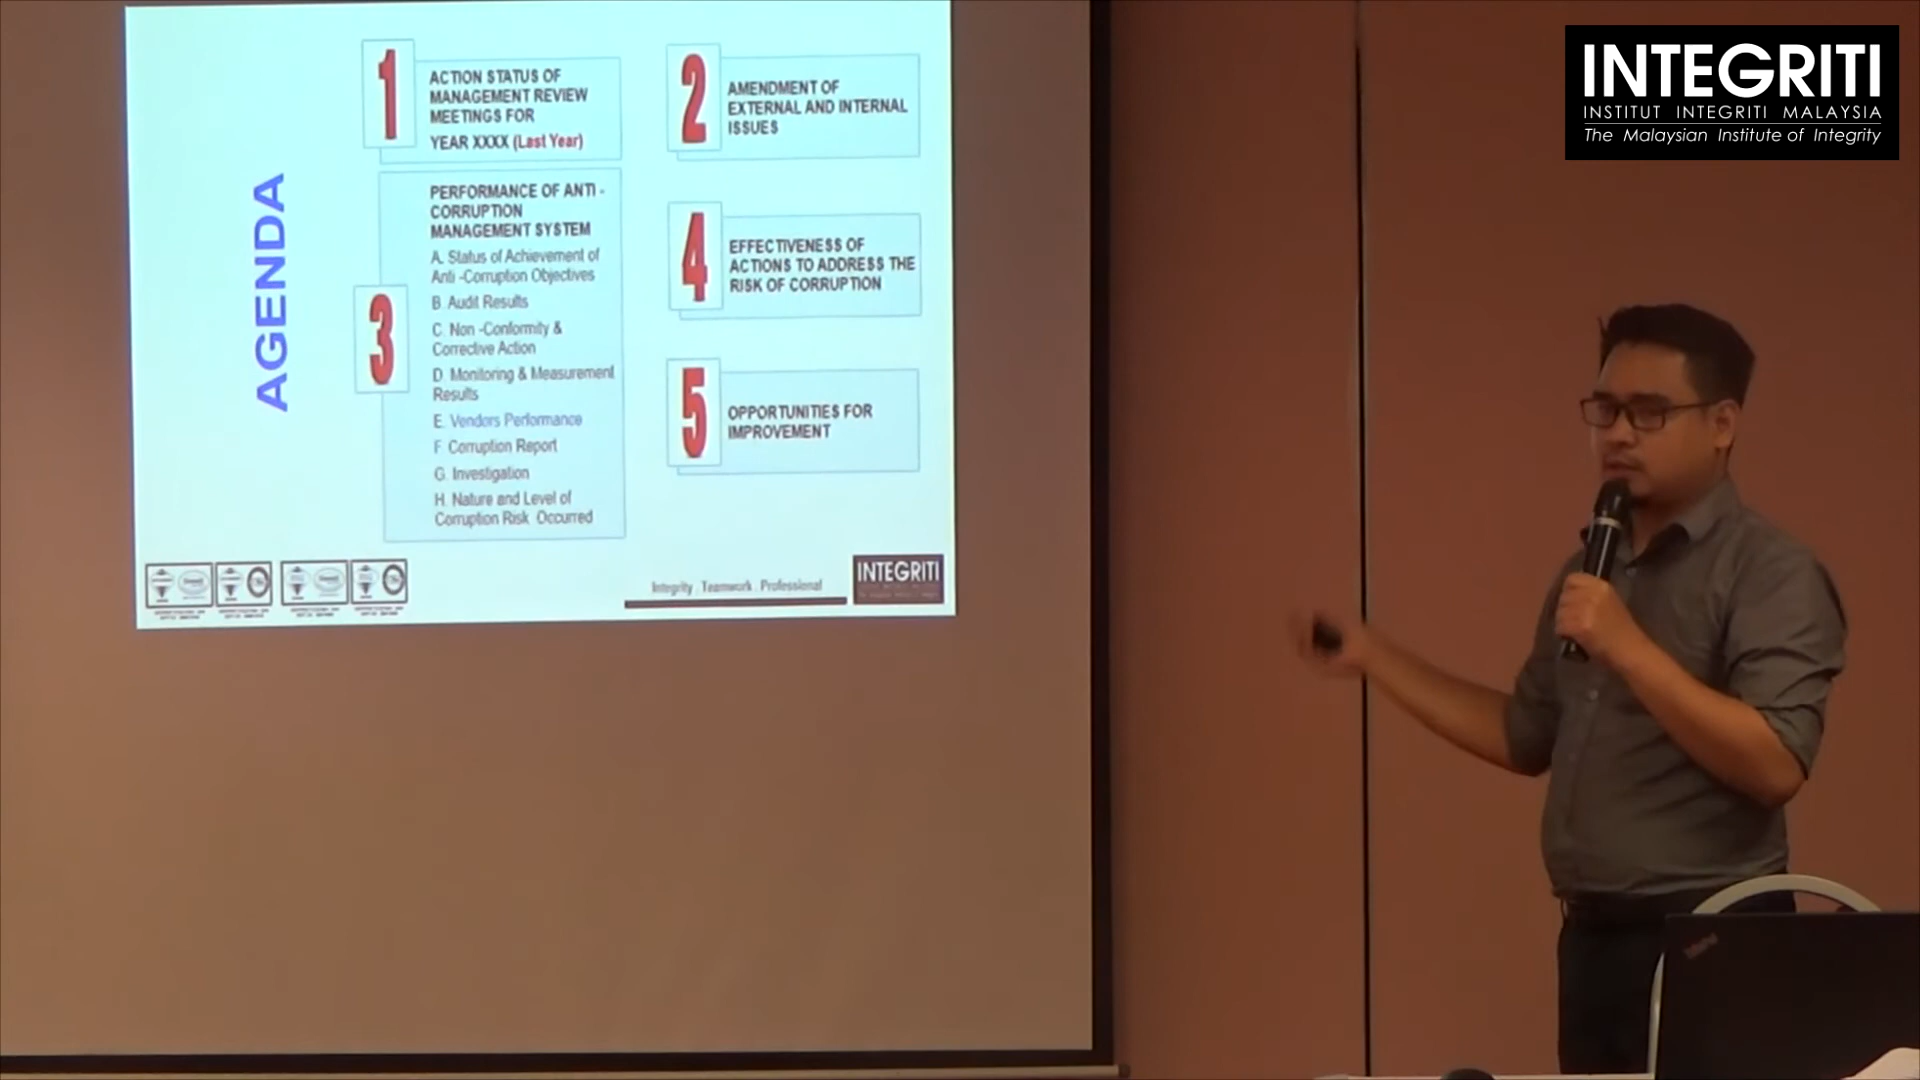 INTEGRITI
INSTITUT INTEGRITI MALAYSIA
The Malaysian Institute of Integrity
AGENDA
1
ACTION STATUS OF
MANAGEMENT REVIEW
MEETINGS FOR
YEAR XXXX (Last Year)
2
AMENDMENT OF
EXTERNAL AND INTERNAL
ISSUES
3
PERFORMANCE OF ANTI -
CORRUPTION
MANAGEMENT SYSTEM
A. Status of Achievement of
Anti -Corruption Objectives
B. Audit Results
C. Non -Conformity &
Corrective Action
D. Monitoring & Measurement
Results
E. Vendors Performance
F. Corruption Report
G. Investigation
H. Nature and Level of
Corruption Risk Occurred
4
EFFECTIVENESS OF
ACTIONS TO ADDRESS THE
RISK OF CORRUPTION
5
OPPORTUNITIES FOR
IMPROVEMENT
Integrity . Teamwork . Professional
INTEGRITI